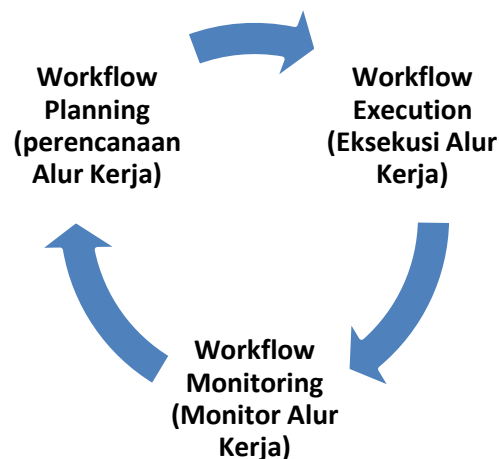 Workflow
Planning
(perencanaan
Alur Kerja)
Workflow
Execution
(Eksekusi Alur
Kerja)
Workflow
Monitoring
(Monitor Alur
Kerja)